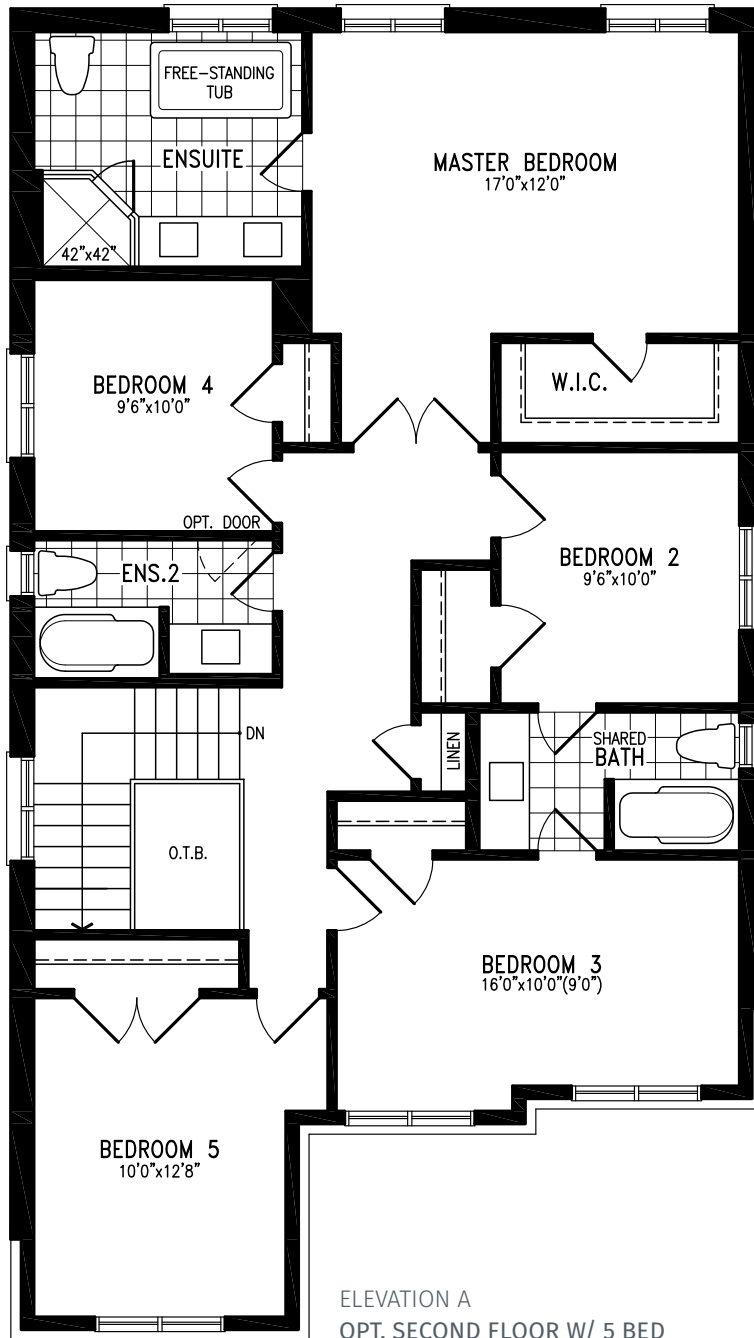 FREE-STANDING
TUB
ENSUITE
42"x42"
MASTER BEDROOM
17'0"x12'0"
BEDROOM 4
9'6"x10'0"
W.I.C.
OPT. DOOR
ENS.2
BEDROOM 2
9'6"x10'0"
DN
LINEN
SHARED
BATH
O.T.B.
BEDROOM 3
16'0"x10'0"(9'0")
BEDROOM 5
10'0"x12'8"
ELEVATION A
OPT. SECOND FLOOR W/ 5 BED